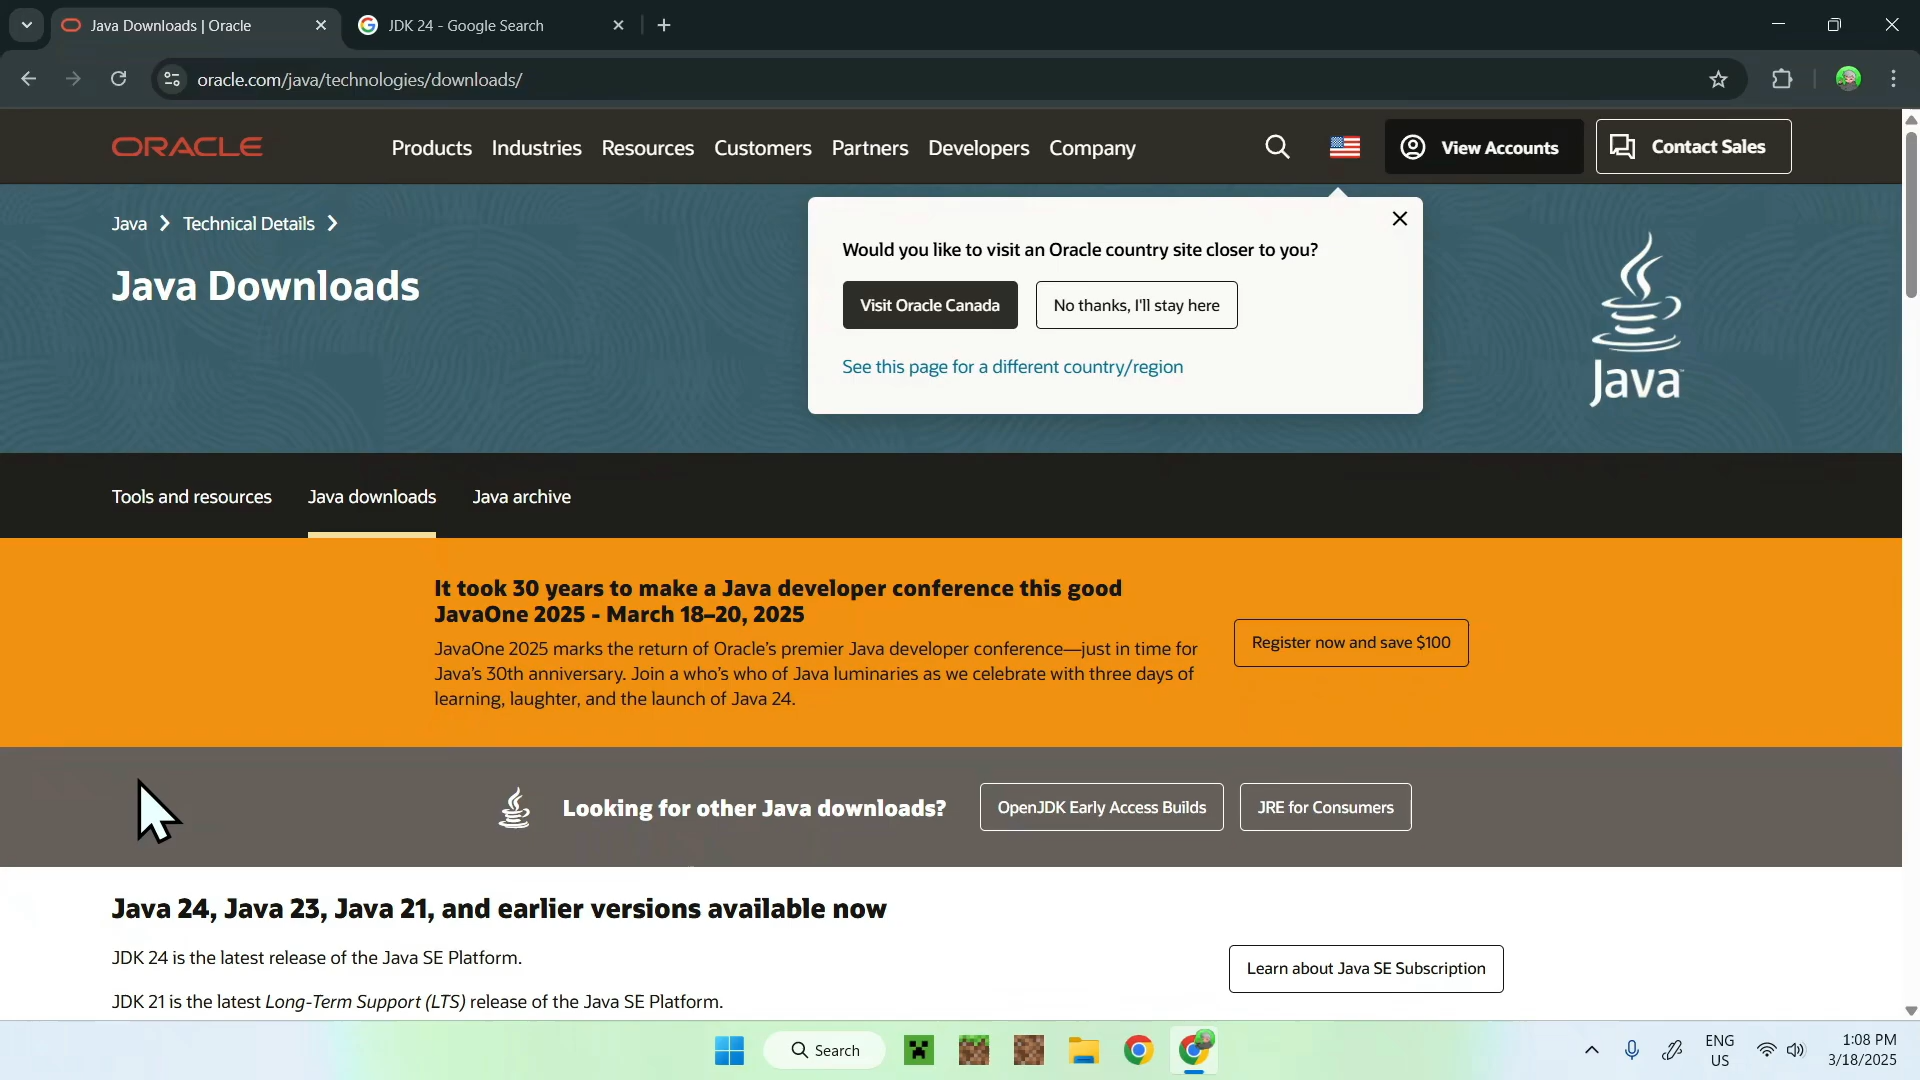 Java Downloads | Oracle
JDK 24 - Google Search
oracle.com/java/technologies/downloads/
ORACLE
Products Industries Resources Customers Partners Developers Company
View Accounts
Contact Sales
Java Technical Details
Java Downloads
Would you like to visit an Oracle country site closer to you?
Visit Oracle Canada
No thanks, I'll stay here
See this page for a different country/region
Java
Tools and resources Java downloads Java archive
It took 30 years to make a Java developer conference this good
JavaOne 2025 - March 18–20, 2025
JavaOne 2025 marks the return of Oracle's premier Java developer conference—just in time for
Java's 30th anniversary. Join a who's who of Java luminaries as we celebrate with three days of
learning, laughter, and the launch of Java 24.
Register now and save $100
Looking for other Java downloads?
OpenJDK Early Access Builds
JRE for Consumers
Java 24, Java 23, Java 21, and earlier versions available now
JDK 24 is the latest release of the Java SE Platform.
JDK 21 is the latest Long-Term Support (LTS) release of the Java SE Platform.
Learn about Java SE Subscription
Search
ENG
US
1:08 PM
3/18/2025